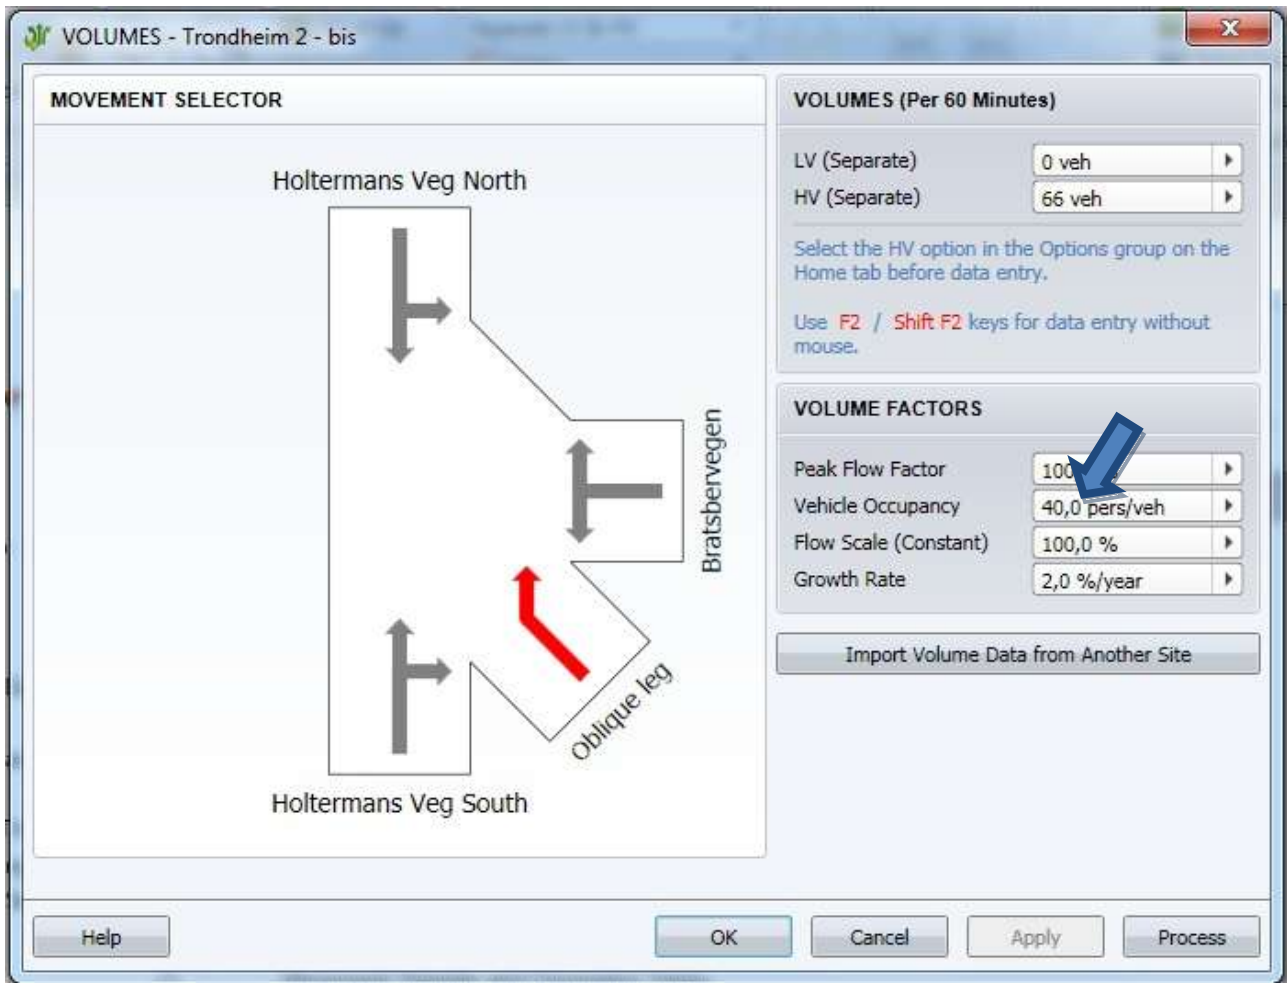 VOLUMES - Trondheim 2 - bis
X
MOVEMENT SELECTOR
Holtermans Veg North
Bratsbervegen
Oblique leg
Holtermans Veg South
VOLUMES (Per 60 Minutes)
LV (Separate) 0 veh
HV (Separate) 66 veh
Select the HV option in the Options group on the
Home tab before data entry.
Use F2 / Shift F2 keys for data entry without
mouse.
VOLUME FACTORS
Peak Flow Factor 100
Vehicle Occupancy 40,0 pers/veh
Flow Scale (Constant) 100,0 %
Growth Rate 2,0 %/year
Import Volume Data from Another Site
Help OK Cancel Apply Process